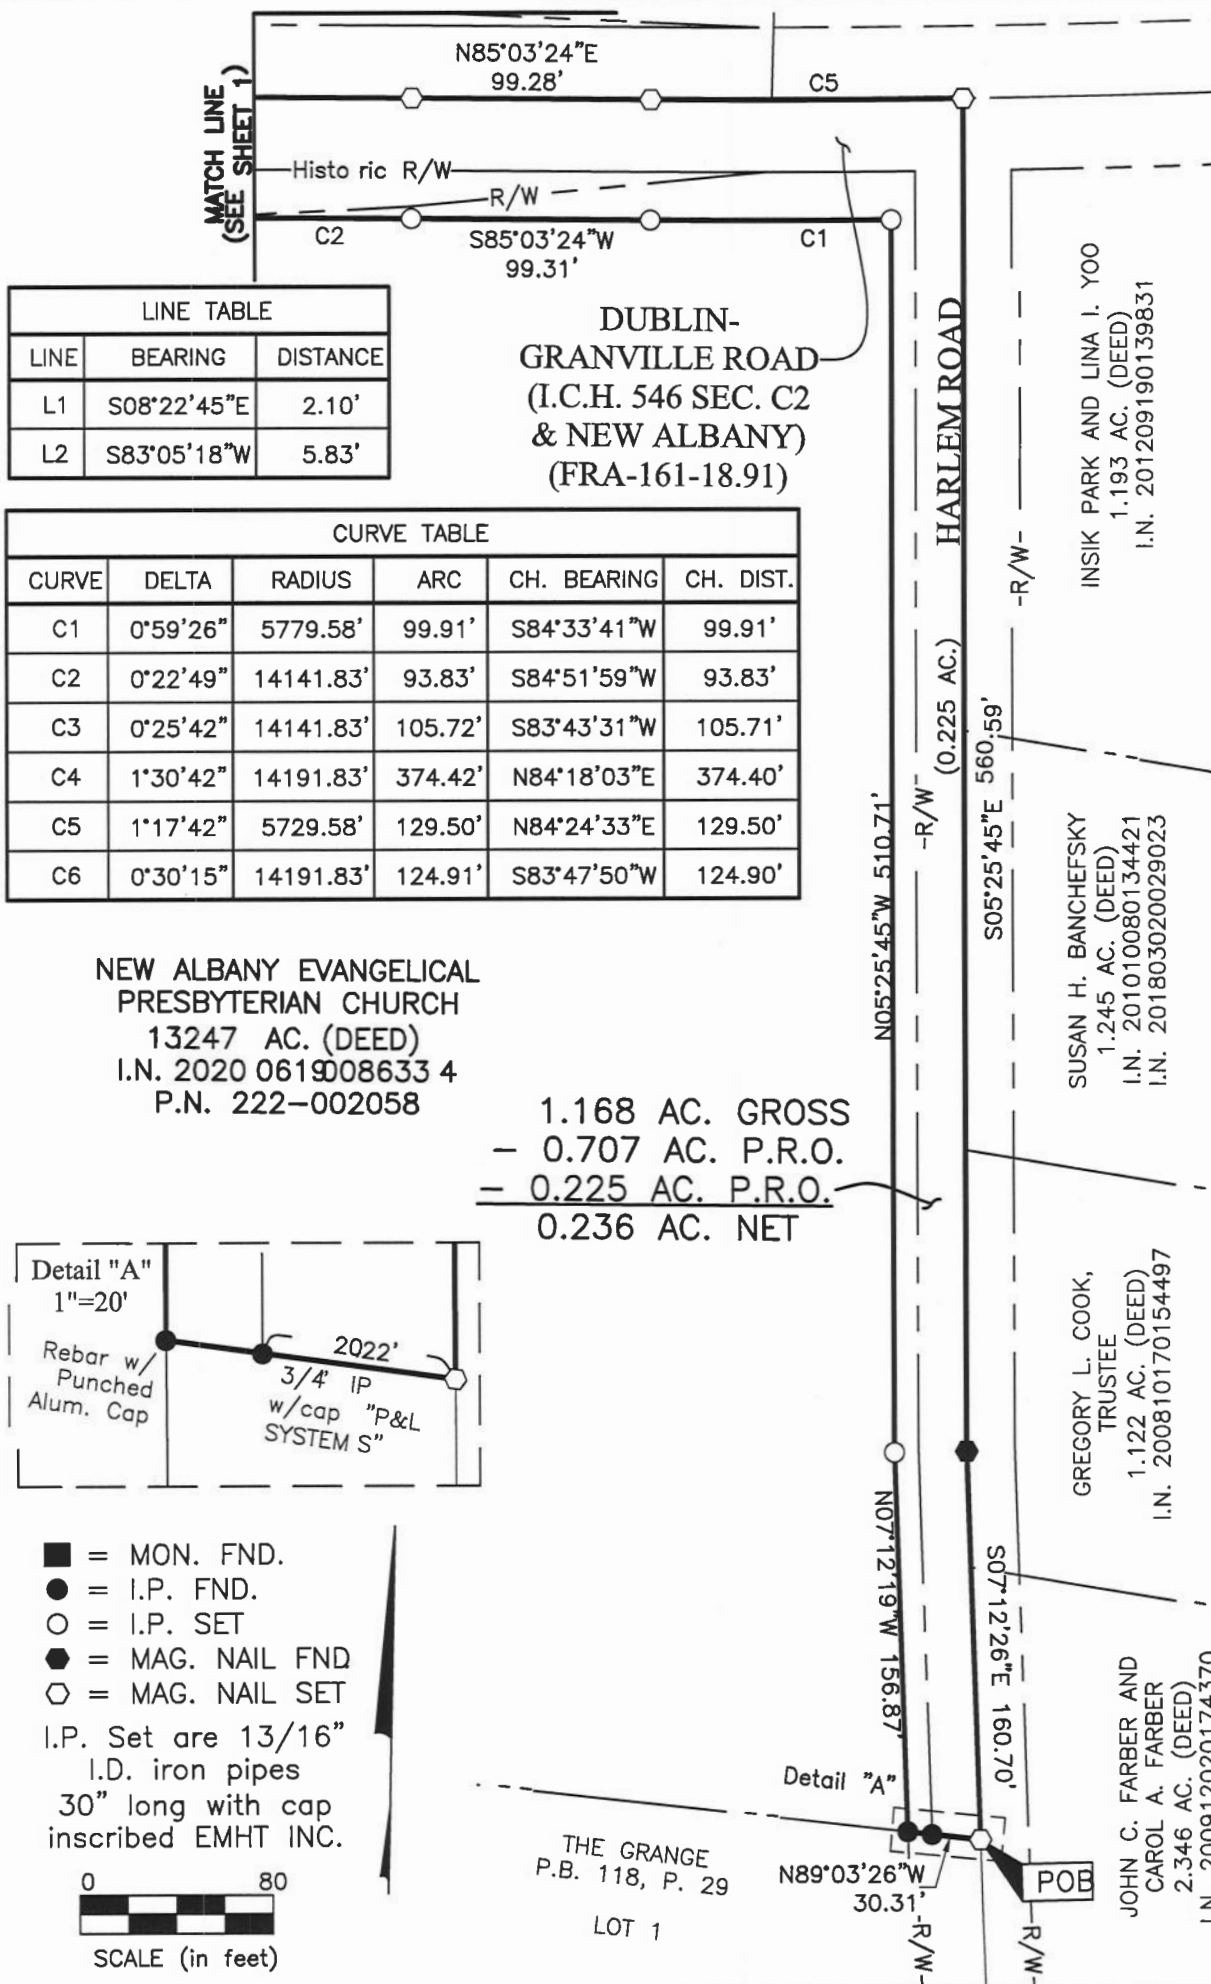 N85°03'24"E
99.28'
C5
MATCH LINE
(SEE SHEET 1)
Histo ric R/W
R/W
C2
S85°03'24"W
99.31'
C1
LINE TABLE
LINE BEARING DISTANCE
L1 S08°22'45"E 2.10'
L2 S83°05'18"W 5.83'
DUBLIN-
GRANVILLE ROAD
(I.C.H. 546 SEC. C2
& NEW ALBANY)
(FRA-161-18.91)
HARLEM ROAD
INSIK PARK AND LINA I. YOO
1.193 AC. (DEED)
I.N. 201209190139831
CURVE TABLE
CURVE DELTA RADIUS ARC CH. BEARING CH. DIST.
C1 0°59'26" 5779.58' 99.91' S84°33'41"W 99.91'
C2 0°22'49" 14141.83' 93.83' S84°51'59"W 93.83'
C3 0°25'42" 14141.83' 105.72' S83°43'31"W 105.71'
C4 1°30'42" 14191.83' 374.42' N84°18'03"E 374.40'
C5 1°17'42" 5729.58' 129.50' N84°24'33"E 129.50'
C6 0°30'15" 14191.83' 124.91' S83°47'50"W 124.90'
-R/W-
(0.225 AC.)
-R/W-
S05°25'45"E 560.59'
N05°25'45"W 510.71'
SUSAN H. BANCHEFSKY
1.245 AC. (DEED)
I.N. 201010080134421
I.N. 201803020029023
NEW ALBANY EVANGELICAL
PRESBYTERIAN CHURCH
13247 AC. (DEED)
I.N. 2020 0619008633 4
P.N. 222-002058
1.168 AC. GROSS
- 0.707 AC. P.R.O.
- 0.225 AC. P.R.O.
0.236 AC. NET
Detail "A"
1"=20'
Rebar w/
Punched
Alum. Cap
2022'
3/4' IP
w/cap "P&L
SYSTEM S"
GREGORY L. COOK,
TRUSTEE
1.122 AC. (DEED)
I.N. 200810170154497
■ = MON. FND.
● = I.P. FND.
○ = I.P. SET
⬢ = MAG. NAIL FND
⬡ = MAG. NAIL SET
I.P. Set are 13/16"
I.D. iron pipes
30" long with cap
inscribed EMHT INC.
0 80
SCALE (in feet)
N07°12'19"W 156.87'
S07°12'26"E 160.70'
JOHN C. FARBER AND
CAROL A. FARBER
2.346 AC. (DEED)
I.N. 200912020174370
Detail "A"
THE GRANGE
P.B. 118, P. 29
LOT 1
N89°03'26"W
30.31'
POB
-R/W-
-R/W-